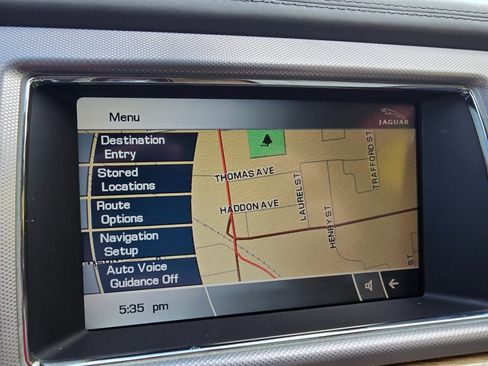 Menu
JAGUAR
Destination
Entry
Stored
Locations
Route
Options
Navigation
Setup
Auto Voice
Guidance Off
THOMAS AVE
HADDON AVE
LAUREL ST
HENRY ST
TRAFFORD ST
ST
5:35 pm